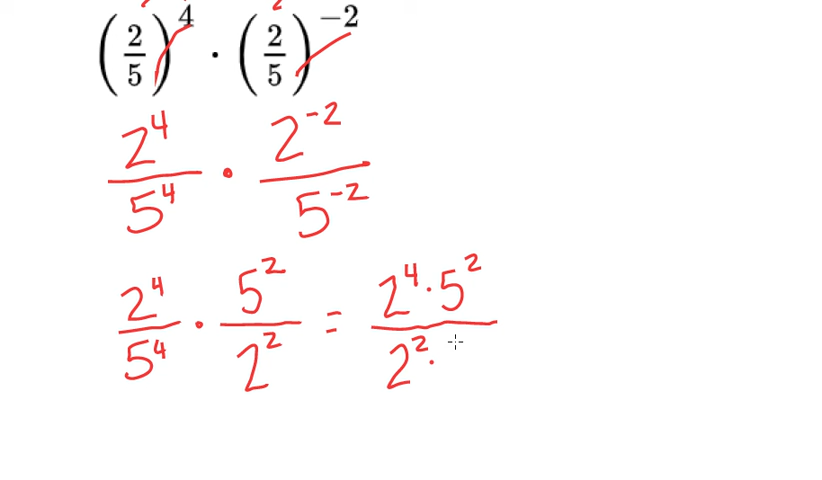 (2/5)^4 · (2/5)^−2
2^4/5^4 · 2^-2/5^-2
2^4/5^4 · 5^2/2^2 = 2^4 · 5^2/2^2 ·